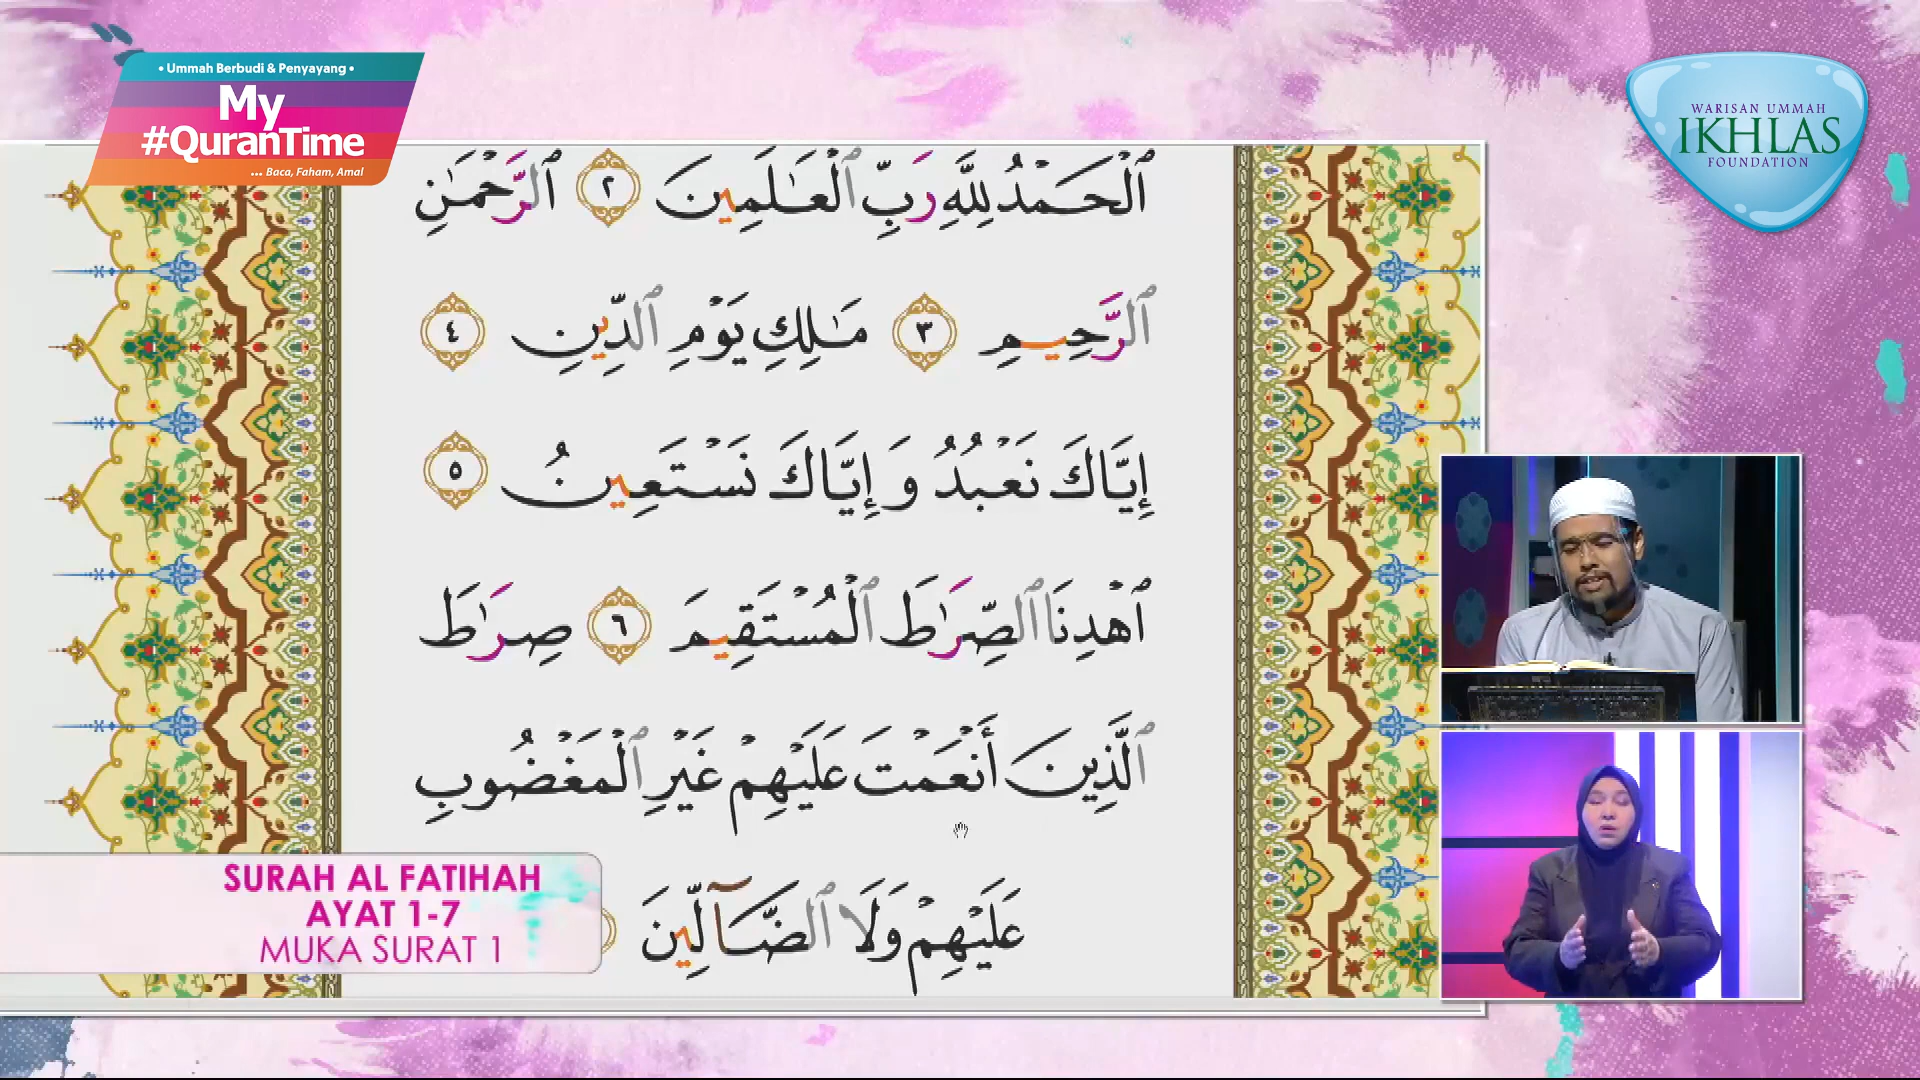 • Ummah Berbudi & Penyayang •
My
#QuranTime
... Baca, Faham, Amal
WARISAN UMMAH
IKHLAS
FOUNDATION
ٱلْحَمْدُ لِلَّهِ رَبِّ ٱلْعَـٰلَمِينَ ٢ ٱلرَّحْمَـٰنِ
ٱلرَّحِيمِ ٣ مَـٰلِكِ يَوْمِ ٱلدِّينِ ٤
إِيَّاكَ نَعْبُدُ وَإِيَّاكَ نَسْتَعِينُ ٥
ٱهْدِنَا ٱلصِّرَٰطَ ٱلْمُسْتَقِيمَ ٦ صِرَٰطَ
ٱلَّذِينَ أَنْعَمْتَ عَلَيْهِمْ غَيْرِ ٱلْمَغْضُوبِ
عَلَيْهِمْ وَلَا ٱلضَّآلِّينَ
SURAH AL FATIHAH
AYAT 1-7
MUKA SURAT 1